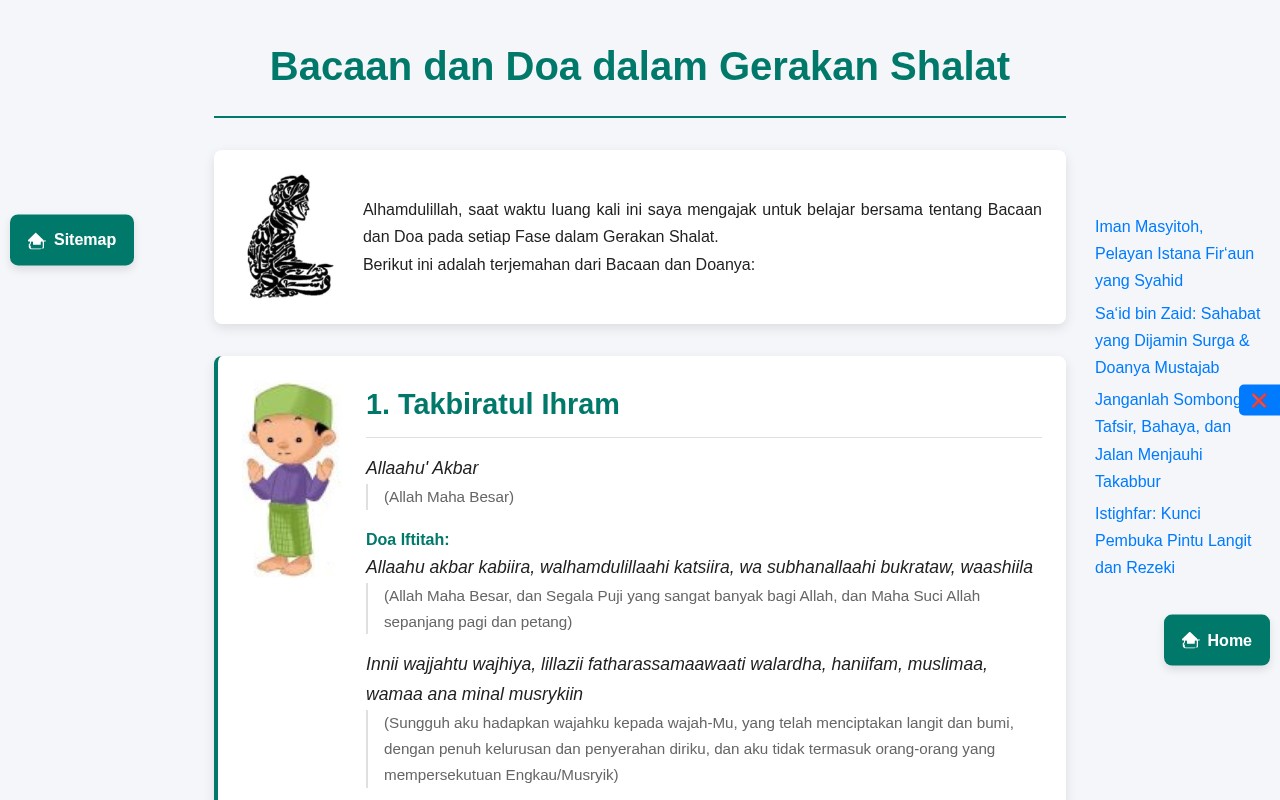 Bacaan dan Doa dalam Gerakan Shalat
Sitemap
Alhamdulillah, saat waktu luang kali ini saya mengajak untuk belajar bersama tentang Bacaan
dan Doa pada setiap Fase dalam Gerakan Shalat.
Berikut ini adalah terjemahan dari Bacaan dan Doanya:
1. Takbiratul Ihram
Allaahu' Akbar
(Allah Maha Besar)
Doa Iftitah:
Allaahu akbar kabiira, walhamdulillaahi katsiira, wa subhanallaahi bukrataw, waashiila
(Allah Maha Besar, dan Segala Puji yang sangat banyak bagi Allah, dan Maha Suci Allah
sepanjang pagi dan petang)
Innii wajjahtu wajhiya, lillazii fatharassamaawaati walardha, haniifam, muslimaa,
wamaa ana minal musrykiin
(Sungguh aku hadapkan wajahku kepada wajah-Mu, yang telah menciptakan langit dan bumi,
dengan penuh kelurusan dan penyerahan diriku, dan aku tidak termasuk orang-orang yang
mempersekutuan Engkau/Musryik)
Iman Masyitoh,
Pelayan Istana Fir‘aun
yang Syahid
Sa‘id bin Zaid: Sahabat
yang Dijamin Surga &
Doanya Mustajab
Janganlah Sombong
Tafsir, Bahaya, dan
Jalan Menjauhi
Takabbur
Istighfar: Kunci
Pembuka Pintu Langit
dan Rezeki
Home